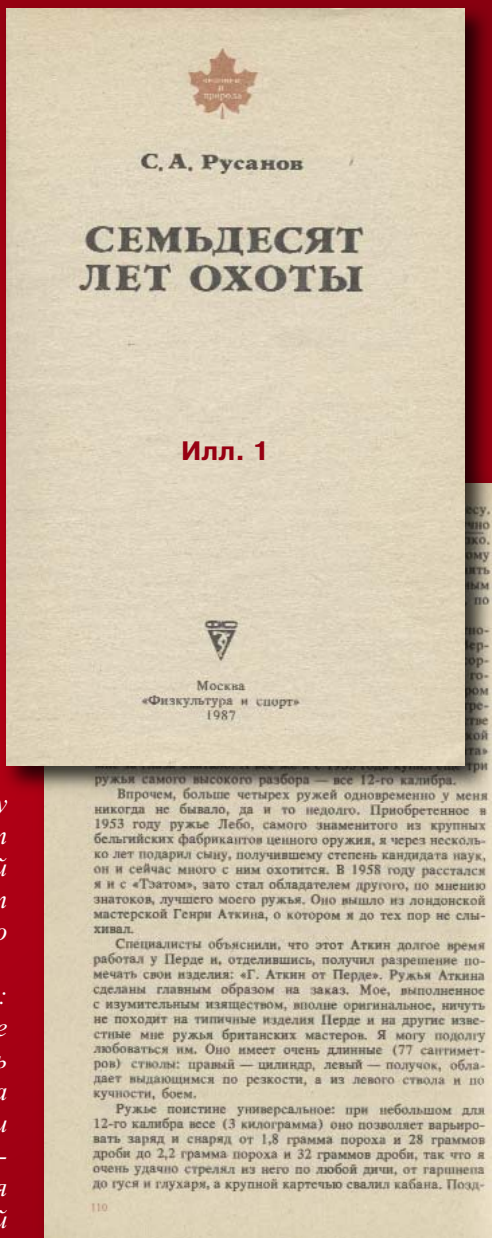 человек
и
природа
С. А. Русанов
СЕМЬДЕСЯТ
ЛЕТ ОХОТЫ
Илл. 1
Москва
«Физкультура и спорт»
1987
ружья самого высокого разбора — все 12-го калибра.
Впрочем, больше четырех ружей одновременно у меня
никогда не бывало, да и то недолго. Приобретенное в
1953 году ружье Лебо, самого знаменитого из крупных
бельгийских фабрикантов ценного оружия, я через несколь-
ко лет подарил сыну, получившему степень кандидата наук,
он и сейчас много с ним охотится. В 1958 году расстался
я и с «Тэатом», зато стал обладателем другого, по мнению
знатоков, лучшего моего ружья. Оно вышло из лондонской
мастерской Генри Аткина, о котором я до тех пор не слы-
хивал.
Специалисты объяснили, что этот Аткин долгое время
работал у Перде и, отделившись, получил разрешение по-
мечать свои изделия: «Г. Аткин от Перде». Ружья Аткина
сделаны главным образом на заказ. Мое, выполненное
с изумительным изяществом, вполне оригинальное, ничуть
не походит на типичные изделия Перде и на другие изве-
стные мне ружья британских мастеров. Я могу подолгу
любоваться им. Оно имеет очень длинные (77 сантимет-
ров) стволы: правый — цилиндр, левый — получок, обла-
дает выдающимся по резкости, а из левого ствола и по
кучности, боем.
Ружье поистине универсальное: при небольшом для
12-го калибра весе (3 килограмма) оно позволяет варьиро-
вать заряд и снаряд от 1,8 грамма пороха и 28 граммов
дроби до 2,2 грамма пороха и 32 граммов дроби, так что я
очень удачно стрелял из него по любой дичи, от гаршнепа
до гуся и глухаря, а крупной картечью свалил кабана. Позд-
110